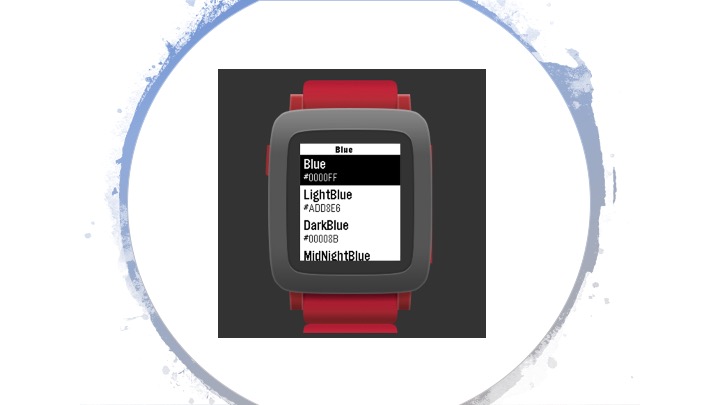 Blue
Blue
#0000FF
LightBlue
#ADD8E6
DarkBlue
#00008B
MidNightBlue